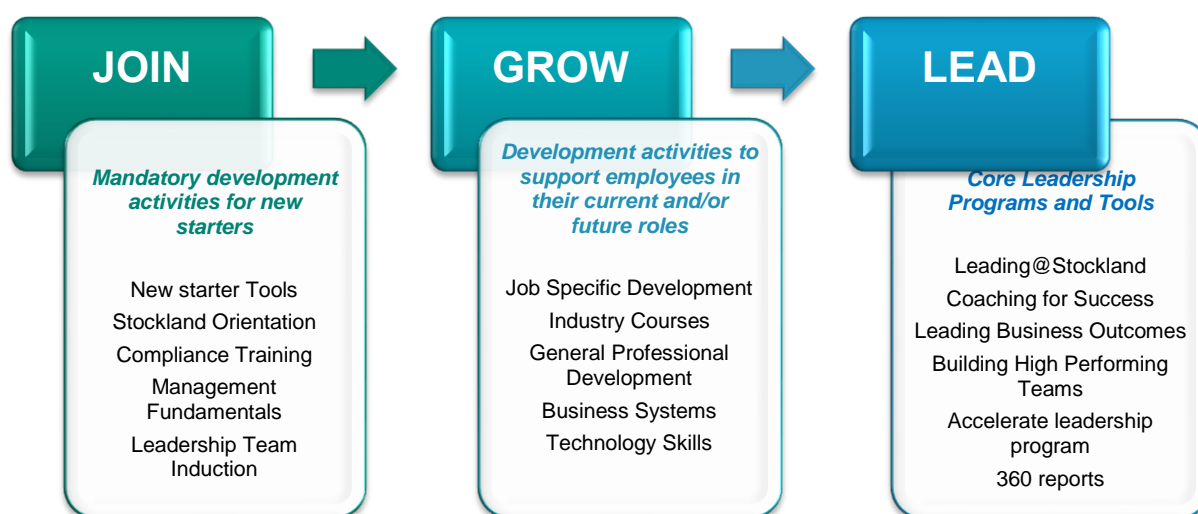 JOIN
Mandatory development
activities for new
starters
New starter Tools
Stockland Orientation
Compliance Training
Management
Fundamentals
Leadership Team
Induction
GROW
Development activities to
support employees in
their current and/or
future roles
Job Specific Development
Industry Courses
General Professional
Development
Business Systems
Technology Skills
LEAD
Core Leadership
Programs and Tools
Leading@Stockland
Coaching for Success
Leading Business Outcomes
Building High Performing
Teams
Accelerate leadership
program
360 reports